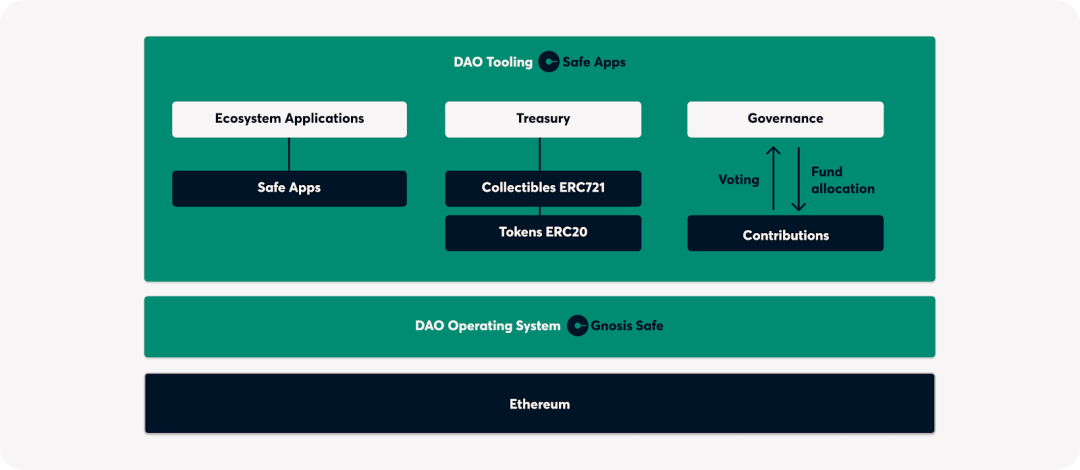 DAO Tooling Safe Apps
Ecosystem Applications
Safe Apps
Treasury
Collectibles ERC721
Tokens ERC20
Governance
Voting
Fund
allocation
Contributions
DAO Operating System Gnosis Safe
Ethereum